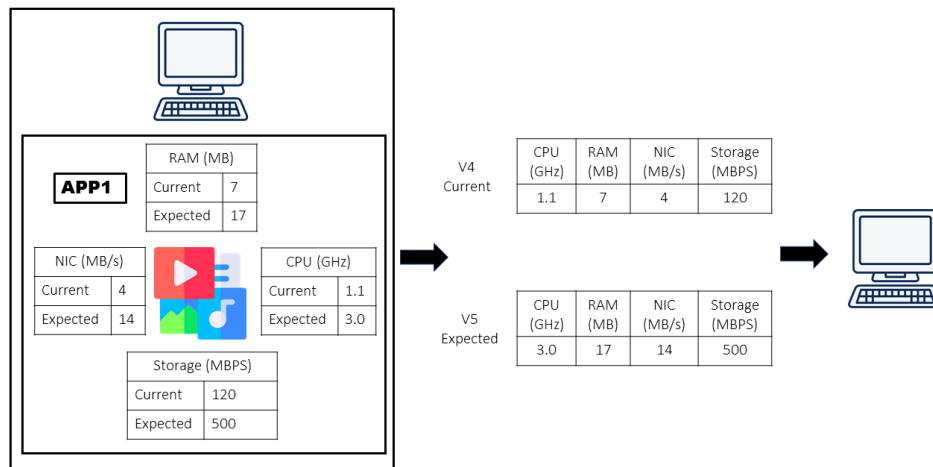 RAM (MB)
APP1
Current 7
Expected 17
NIC (MB/s)
Current 4
Expected 14
CPU (GHz)
Current 1.1
Expected 3.0
Storage (MBPS)
Current 120
Expected 500
V4
Current
CPU RAM NIC Storage
(GHz) (MB) (MB/s) (MBPS)
1.1 7 4 120
V5
Expected
CPU RAM NIC Storage
(GHz) (MB) (MB/s) (MBPS)
3.0 17 14 500